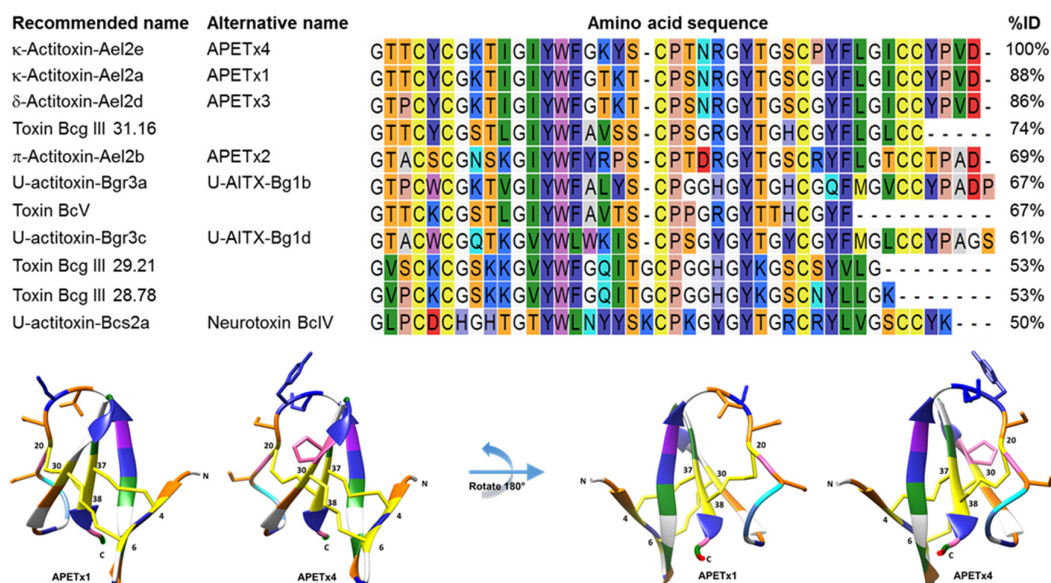 Recommended name Alternative name Amino acid sequence %ID
κ-Actitoxin-Ael2e APETx4 GTTCYCGKTIGIYWFGKYS-CPTNRGYTGSCPYFLGICCYPVD- 100%
κ-Actitoxin-Ael2a APETx1 GTTCYCGKTIGIYWFGTKT-CPSNRGYTGSCGYFLGICCYPVD- 88%
δ-Actitoxin-Ael2d APETx3 GTPCYCGKTIGIYWFGTKT-CPSNRGYTGSCGYFLGICCYPVD- 86%
Toxin Bcg III 31.16 GTTCYCGSTLGIYWFAVSS-CPSGRGYTGHCGYFLGLCC----- 74%
π-Actitoxin-Ael2b APETx2 GTACSCGNSKGIYWFYRPS-CPTDRGYTGSCRYFLGTCCTPAD- 69%
U-actitoxin-Bgr3a U-AITX-Bg1b GTPCWCGKTVGIYWFALYS-CPGGHGYTGHCGQFMGVCCYPADP 67%
Toxin BcV GTTCKCGSTLGIYWFAVTS-CPPGRGYTTHCGYF---------- 67%
U-actitoxin-Bgr3c U-AITX-Bg1d GTACWCGQTKGVYWLWKIS-CPSGYGYTGYCGYFMGLCCYPAGS 61%
Toxin Bcg III 29.21 GVSCKCGSKKGVYWFGQITGCPGGHGYKGSCSYVLG-------- 53%
Toxin Bcg III 28.78 GVPCKCGSKKGVYWFGQITGCPGGHGYKGSCNYLLGK------- 53%
U-actitoxin-Bcs2a Neurotoxin BcIV GLPCDCHGHTGTYWLNYYSKCPKGYGYTGRCRYLVGSCCYK--- 50%
20 30 37 38 4 6 N C
APETx1
20 30 37 38 4 6 N C
APETx4
Rotate 180°
N 4 6 37 30 38 20 C
APETx1
N 4 6 37 30 38 20 C
APETx4